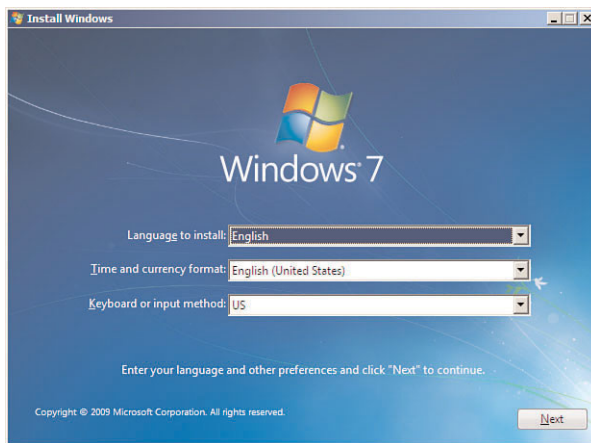 Install Windows
Windows 7
Language to install: English
Time and currency format: English (United States)
Keyboard or input method: US
Enter your language and other preferences and click "Next" to continue.
Copyright © 2009 Microsoft Corporation. All rights reserved.
Next